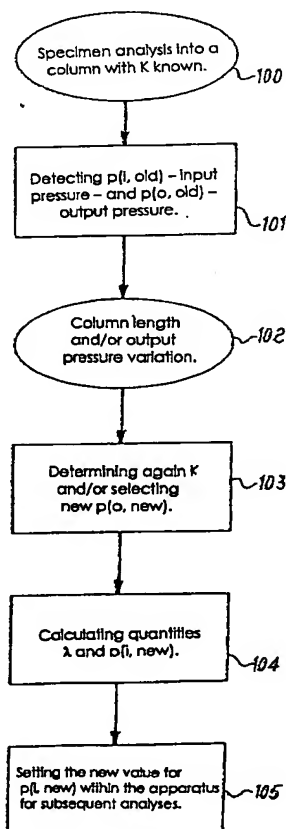 Specimen analysis into a
column with K known.
100
Detecting p(i, old) – input
pressure – and p(o, old) –
output pressure.
101
Column length
and/or output
pressure variation.
102
Determining again K
and/or selecting
new p(o, new).
103
Calculating quantities
λ and p(i, new).
104
Setting the new value for
p(i, new) within the apparatus
for subsequent analyses.
105